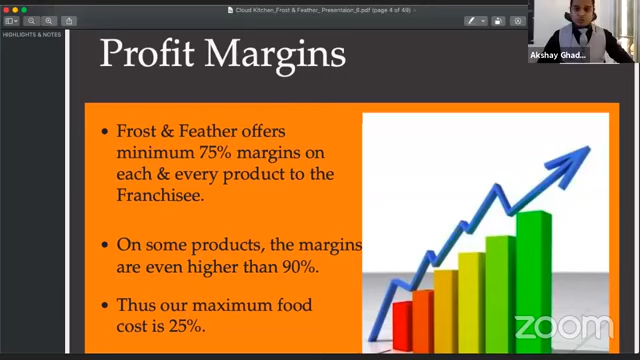 Cloud Kitchen_Frost & Feather_Presentaion_6.pdf (page 4 of 49)
HIGHLIGHTS & NOTES
Akshay Ghad...
Profit Margins
• Frost & Feather offers
minimum 75% margins on
each & every product to the
Franchisee.
• On some products, the margins
are even higher than 90%.
• Thus our maximum food
cost is 25%.
zoom